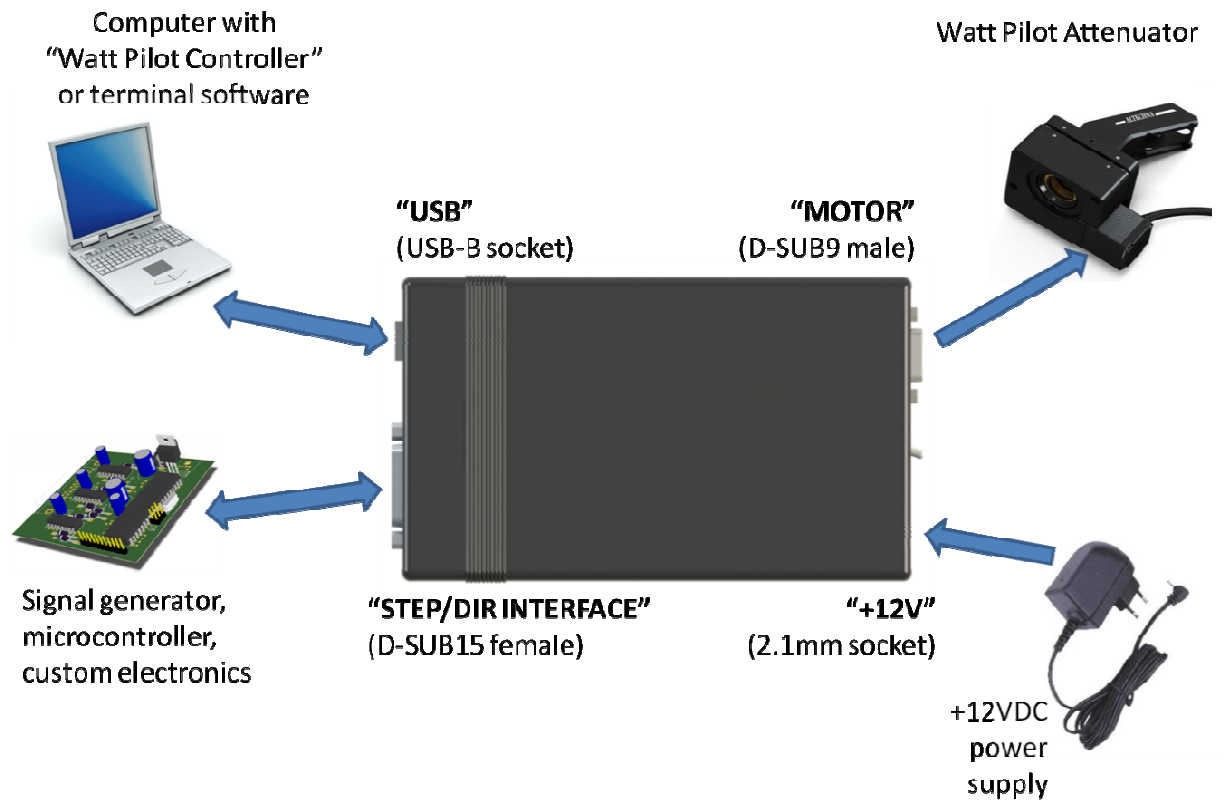 Computer with
“Watt Pilot Controller”
or terminal software
Watt Pilot Attenuator
ALTECHNA
“USB”
(USB-B socket)
“MOTOR”
(D-SUB9 male)
Signal generator,
microcontroller,
custom electronics
“STEP/DIR INTERFACE”
(D-SUB15 female)
“+12V”
(2.1mm socket)
+12VDC
power
supply